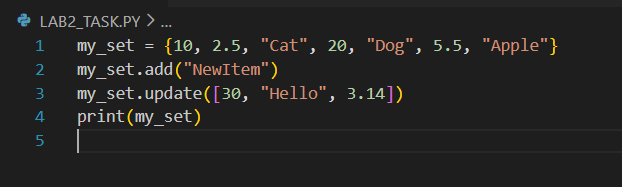 LAB2_TASK.PY > ...
1 my_set = {10, 2.5, "Cat", 20, "Dog", 5.5, "Apple"}
2 my_set.add("NewItem")
3 my_set.update([30, "Hello", 3.14])
4 print(my_set)
5